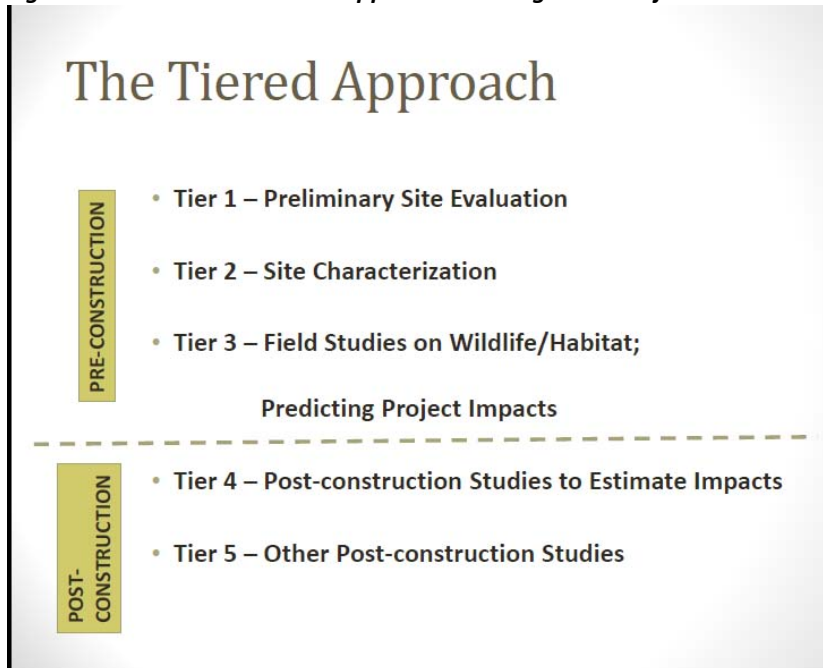 The Tiered Approach
PRE-CONSTRUCTION
• Tier 1 – Preliminary Site Evaluation
• Tier 2 – Site Characterization
• Tier 3 – Field Studies on Wildlife/Habitat;
Predicting Project Impacts
POST-
CONSTRUCTION
• Tier 4 – Post-construction Studies to Estimate Impacts
• Tier 5 – Other Post-construction Studies